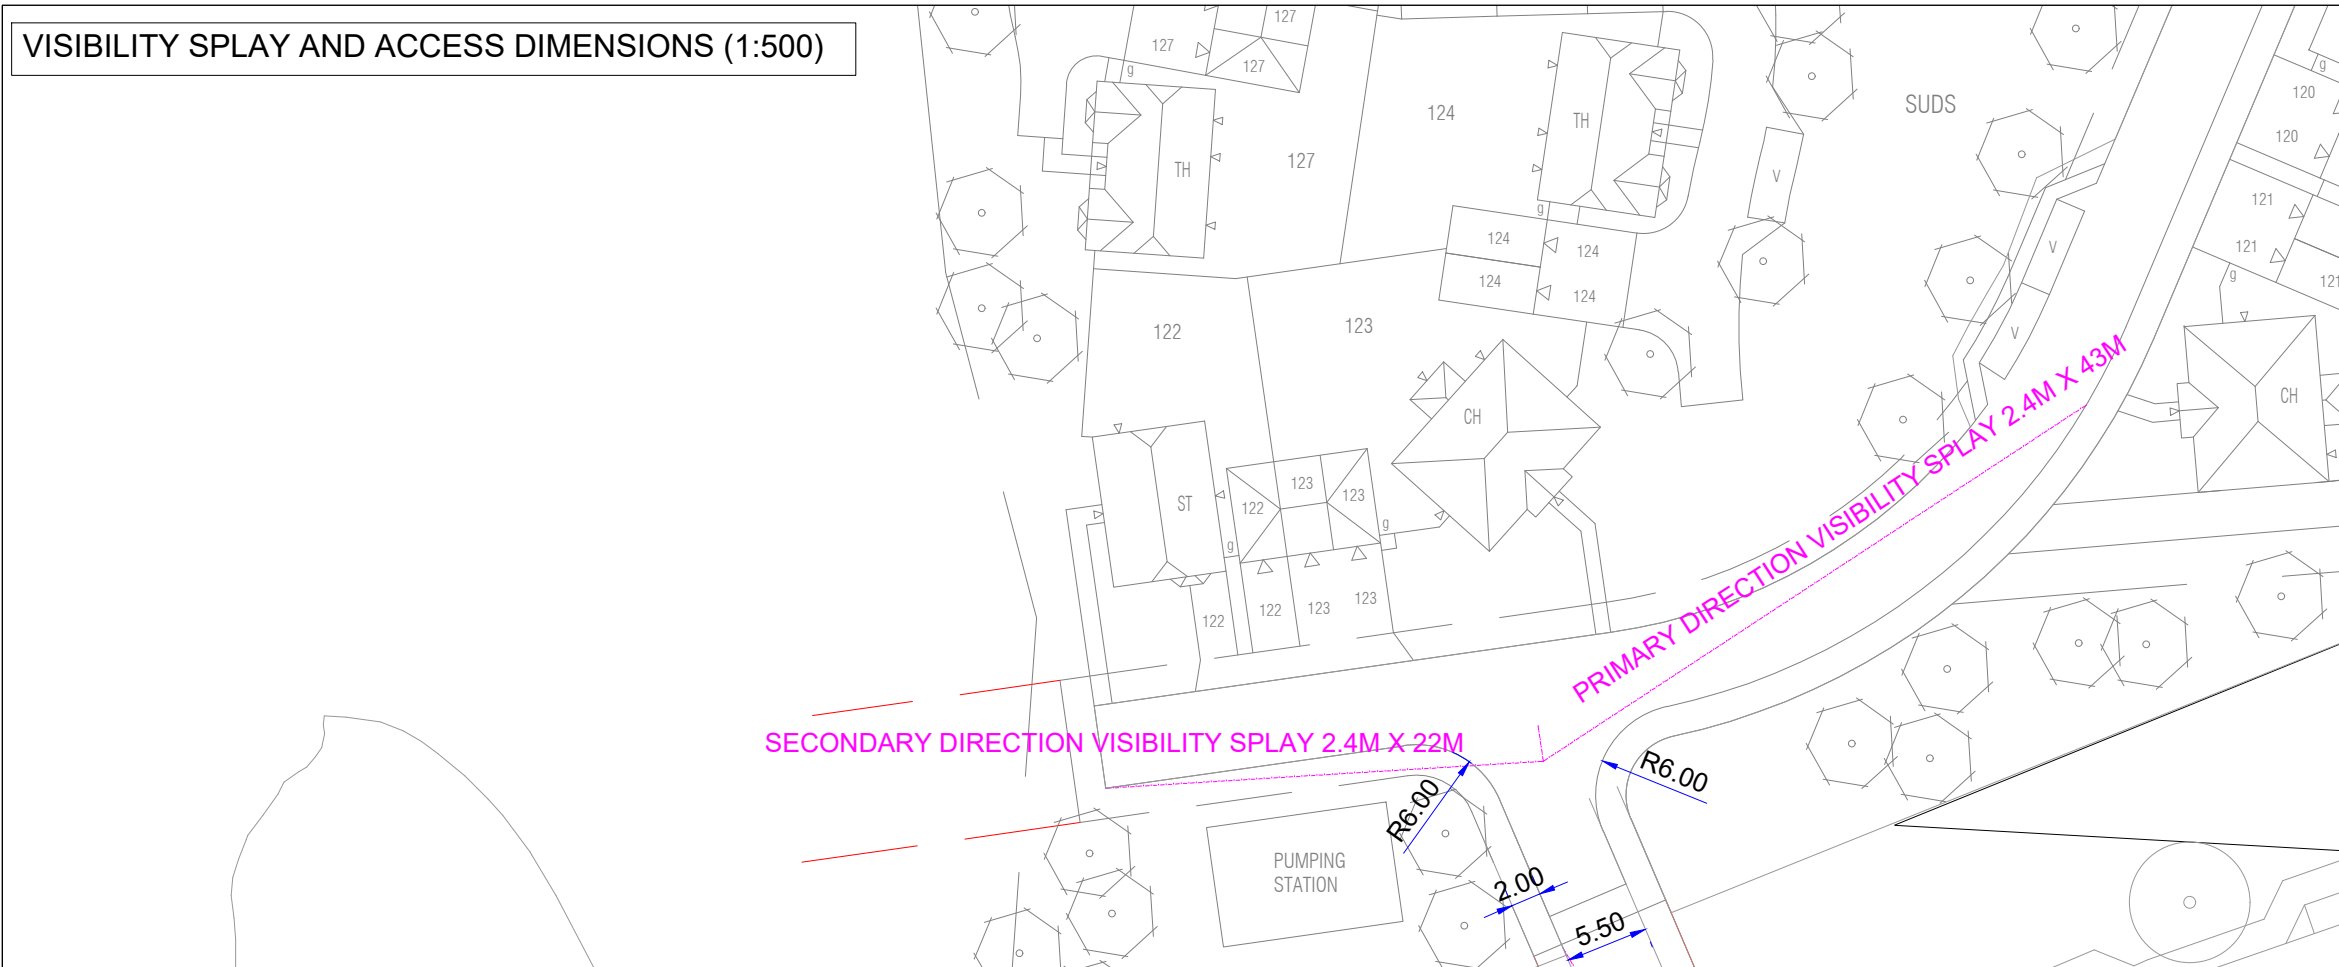 VISIBILITY SPLAY AND ACCESS DIMENSIONS (1:500)
127
127
127
g
127
TH
124
TH
SUDS
V
g
120
120
121
121
121
g
V
V
g
124
124
124
124
122
123
CH
CH
ST
122
123
123
g
g
122
122
123
123
PRIMARY DIRECTION VISIBILITY SPLAY 2.4M X 43M
SECONDARY DIRECTION VISIBILITY SPLAY 2.4M X 22M
R6.00
R6.00
PUMPING
STATION
2.00
5.50